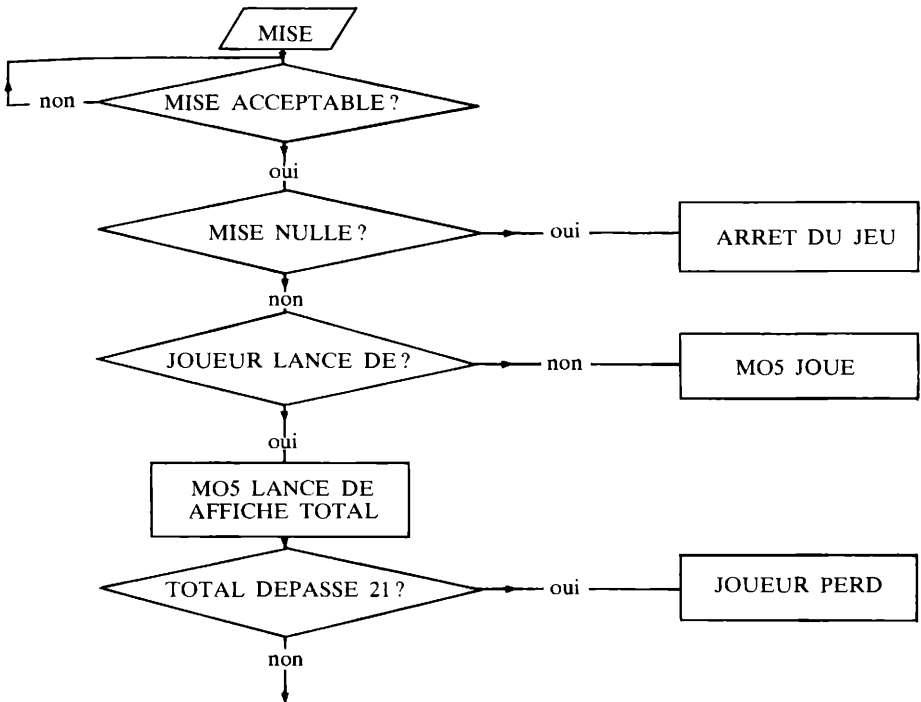 MISE
non
MISE ACCEPTABLE?
oui
MISE NULLE?
oui
ARRET DU JEU
non
JOUEUR LANCE DE?
non
MO5 JOUE
oui
MO5 LANCE DE
AFFICHE TOTAL
TOTAL DEPASSE 21?
oui
JOUEUR PERD
non